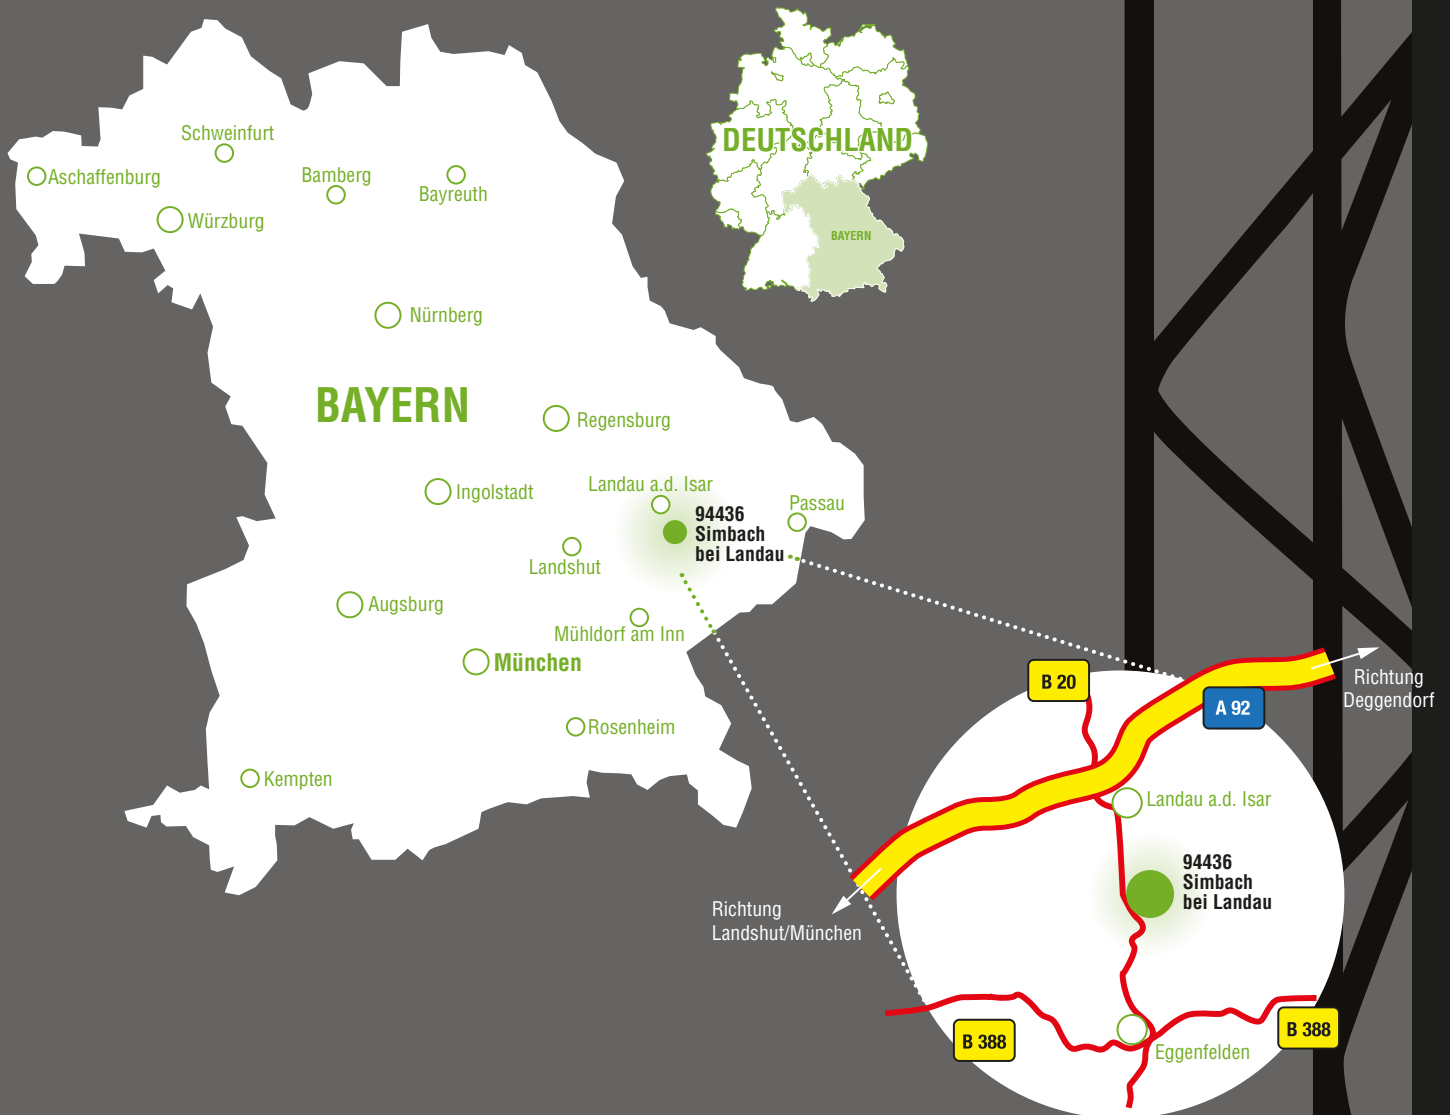 DEUTSCHLAND
BAYERN
Schweinfurt
Aschaffenburg
Bamberg
Bayreuth
Würzburg
Nürnberg
BAYERN
Regensburg
Ingolstadt
Landau a.d. Isar
Passau
94436
Simbach
bei Landau
Landshut
Augsburg
Mühldorf am Inn
München
Rosenheim
Kempten
B 20
A 92
Richtung
Deggendorf
Landau a.d. Isar
94436
Simbach
bei Landau
Richtung
Landshut/München
B 388
B 388
Eggenfelden